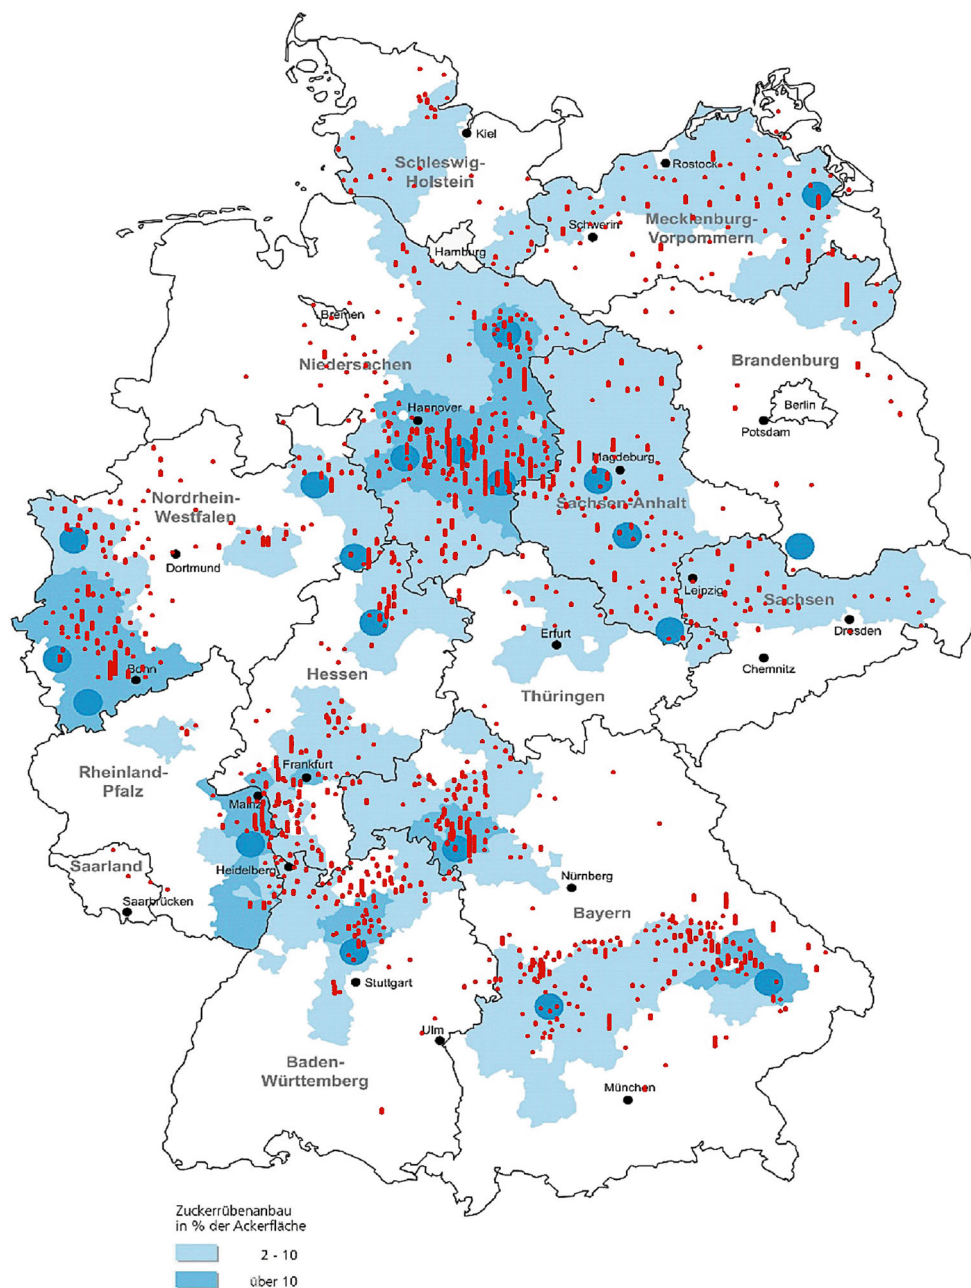 Kiel
Schleswig-
Holstein
Rostock
Mecklenburg-
Vorpommern
Schwerin
Hamburg
Bremen
Niedersachen
Brandenburg
Hannover
Berlin
Potsdam
Magdeburg
Nordrhein-
Westfalen
Sachsen-Anhalt
Dortmund
Leipzig
Sachsen
Erfurt
Dresden
Bonn
Hessen
Chemnitz
Thüringen
Rheinland-
Pfalz
Frankfurt
Mainz
Saarland
Heidelberg
Nürnberg
Saarbrücken
Bayern
Stuttgart
Ulm
Baden-
Württemberg
München
Zuckerrübenanbau
in % der Ackerfläche
2 - 10
über 10